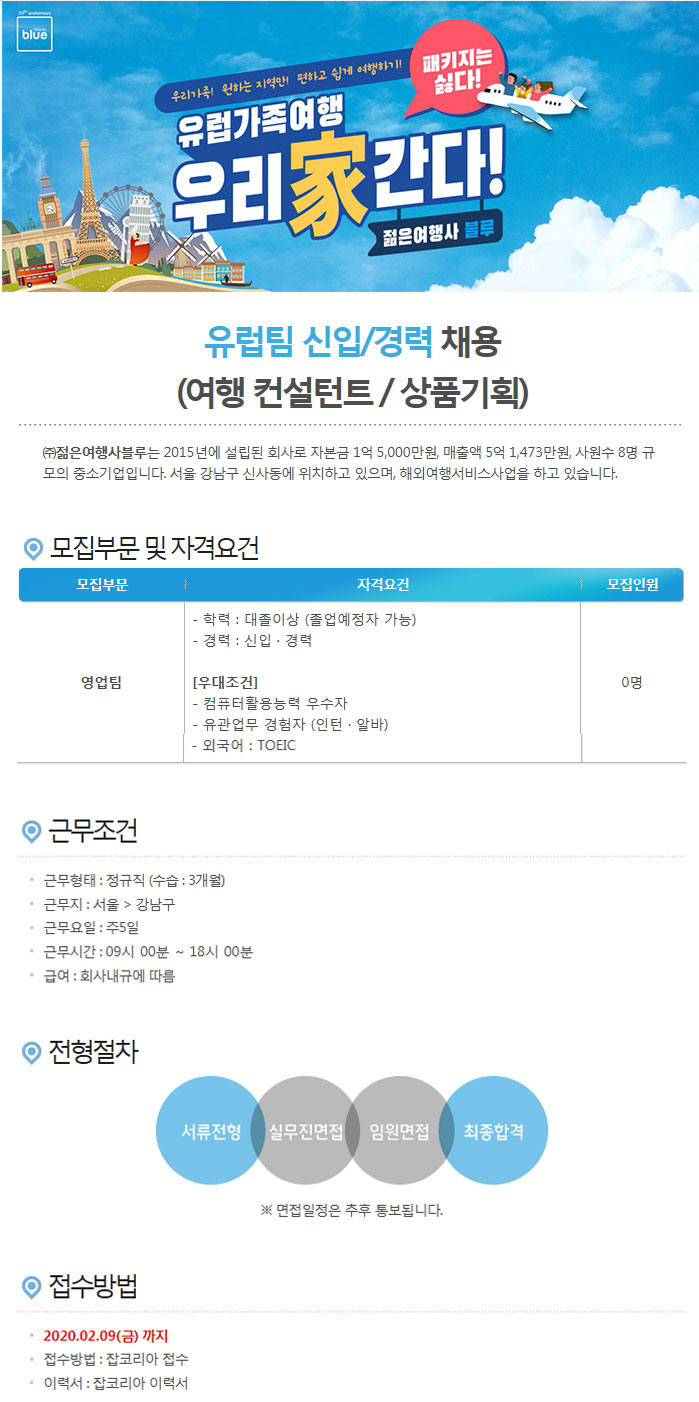 25th anniversary
blue
우리가족! 원하는 지역만! 편하고 쉽게 여행하기!
패키지는
싫다!
유럽가족여행
우리家간다!
젊은여행사 블루
유럽팀 신입/경력 채용
(여행 컨설턴트 / 상품기획)
㈜젊은여행사블루는 2015년에 설립된 회사로 자본금 1억 5,000만원, 매출액 5억 1,473만원, 사원수 8명 규
모의 중소기업입니다. 서울 강남구 신사동에 위치하고 있으며, 해외여행서비스사업을 하고 있습니다.
모집부문 및 자격요건
모집부문 자격요건 모집인원
영업팀
- 학력 : 대졸이상 (졸업예정자 가능)
- 경력 : 신입 · 경력
[우대조건]
- 컴퓨터활용능력 우수자
- 유관업무 경험자 (인턴 · 알바)
- 외국어 : TOEIC
0명
근무조건
근무형태 : 정규직 (수습 : 3개월)
근무지 : 서울 > 강남구
근무요일 : 주5일
근무시간 : 09시 00분 ~ 18시 00분
급여 : 회사내규에 따름
전형절차
서류전형 실무진면접 임원면접 최종합격
※ 면접일정은 추후 통보됩니다.
접수방법
2020.02.09(금) 까지
접수방법 : 잡코리아 접수
이력서 : 잡코리아 이력서